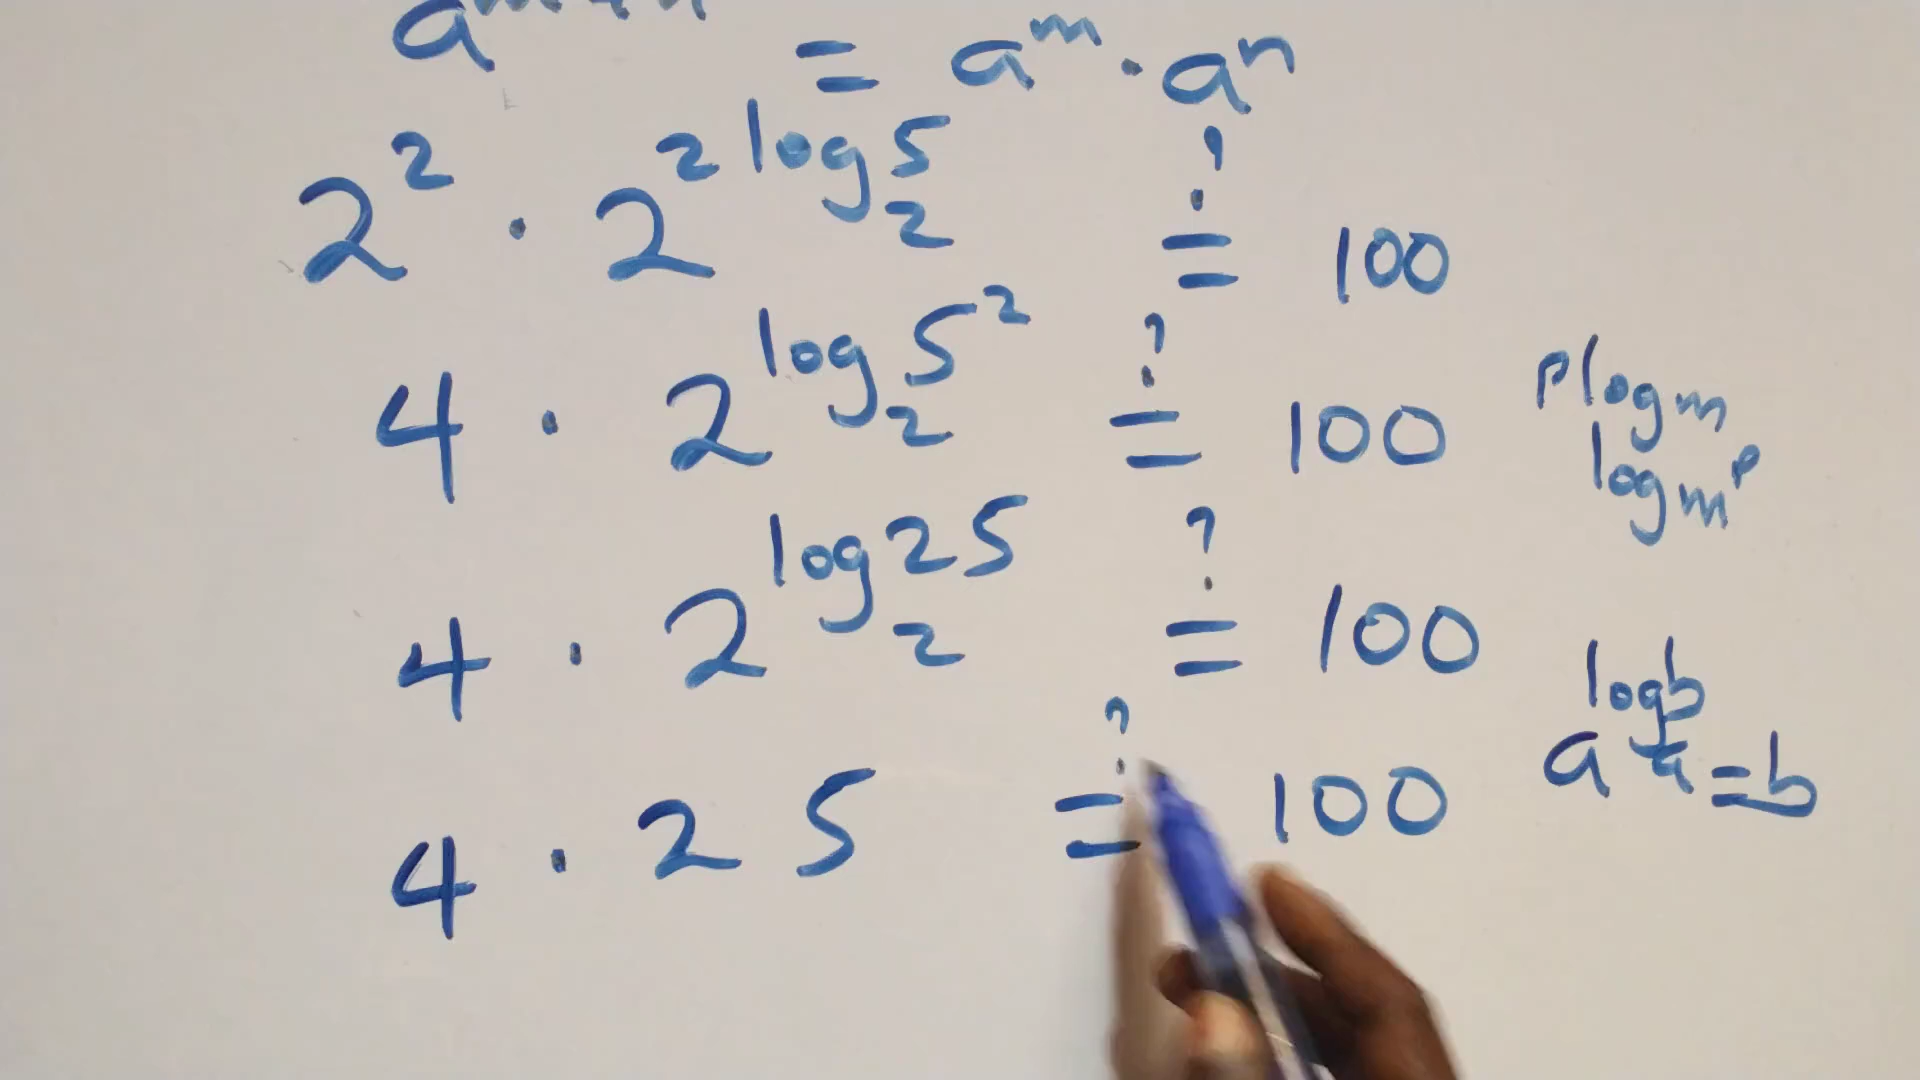 a^(m+n) = a^m · a^n
2^2 · 2^(2 log_2 5) ≟ 100
4 · 2^(log_2 5^2) ≟ 100
p log m
log m^p
4 · 2^(log_2 25) ≟ 100
a^(log_a b) = b
4 · 25 ≟ 100